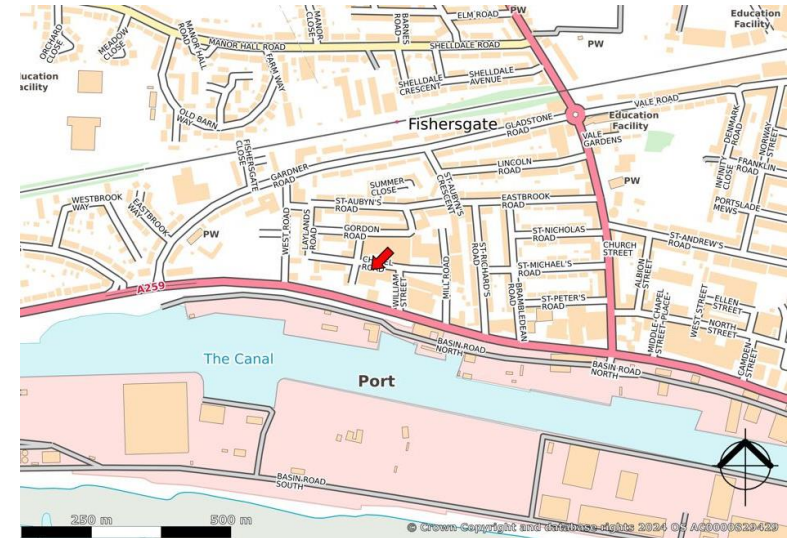 PW
ELM ROAD
Education
Facility
ORCHARD
CLOSE
MEADOW
CLOSE
MANOR HALL
ROAD
MANOR
CLOSE
BARNES
ROAD
MANOR HALL ROAD
SHELLDALE ROAD
PW
FARM WAY
SHELLDALE
CRESCENT
SHELLDALE
AVENUE
ducation
acility
OLD BARN
WAY
Fishersgate
GLADSTONE
ROAD
VALE ROAD
Education
Facility
VALE
GARDENS
DENMARK
ROAD
NORWAY
STREET
FISHERSGATE
CLOSE
GARDNER
ROAD
LINCOLN
ROAD
INFINITY
CLOSE
FRANKLIN
ROAD
SUMMER
CLOSE
ST-AUBYN'S
CRESCENT
PW
WESTBROOK
WAY
EASTBROOK
WAY
ST-AUBYN'S
ROAD
EASTBROOK
ROAD
PORTSLADE
MEWS
PW
WEST ROAD
LAYLANDS
ROAD
GORDON
ROAD
ST-NICHOLAS
ROAD
ST-ANDREW'S
ROAD
CHURCH
STREET
ROAD
WILLIAM
STREET
MILL ROAD
ST-RICHARD'S
ROAD
ST-MICHAEL'S
ROAD
BRAMBLEDEAN
ROAD
ALBION
STREET
A259
ST-PETER'S
ROAD
MIDDLE-CHAPEL
STREET-PLACE
WEST-STREET
ELLEN
STREET
NORTH
STREET
CAMDEN
STREET
The Canal
BASIN-ROAD
NORTH
BASIN-ROAD
NORTH
Port
BASIN-ROAD
SOUTH
250 m
500 m
© Crown Copyright and database rights 2024 OS AC0000829429